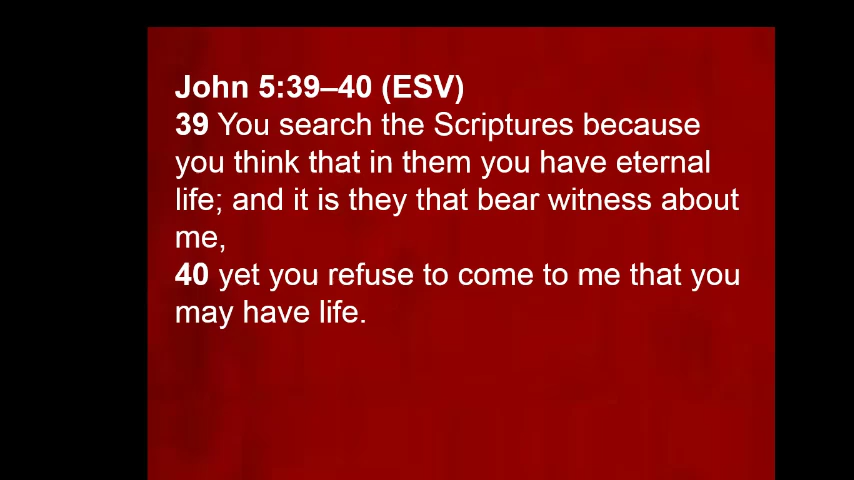 John 5:39–40 (ESV)
39 You search the Scriptures because
you think that in them you have eternal
life; and it is they that bear witness about
me,
40 yet you refuse to come to me that you
may have life.